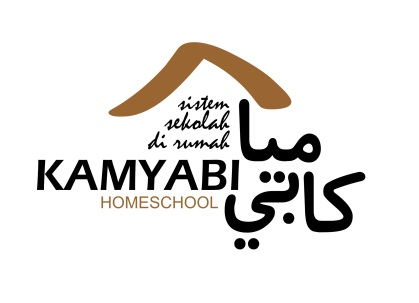 sistem
sekolah
di rumah
كاميابي
KAMYABI
HOMESCHOOL